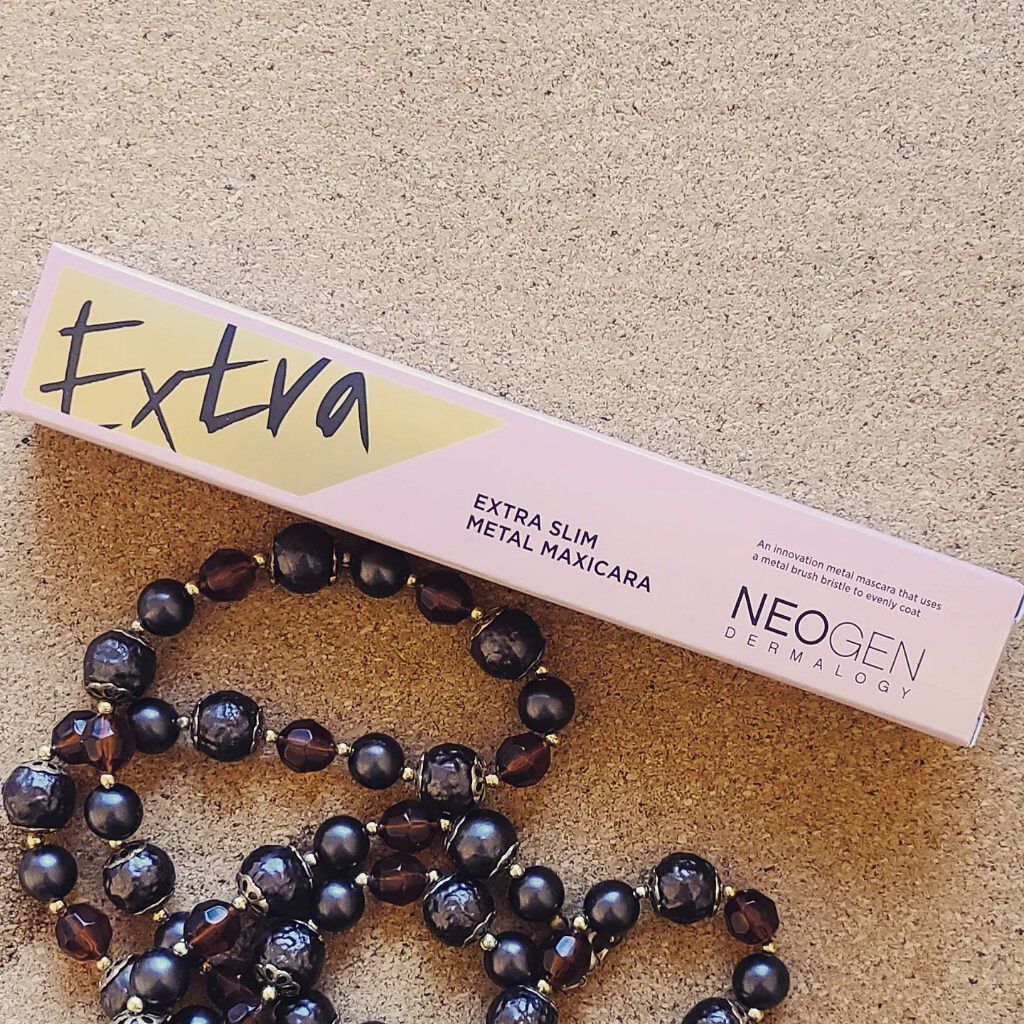 Extra
EXTRA SLIM
METAL MAXICARA
An innovation metal mascara that uses
a metal brush bristle to evenly coat
NEOGEN
DERMALOGY